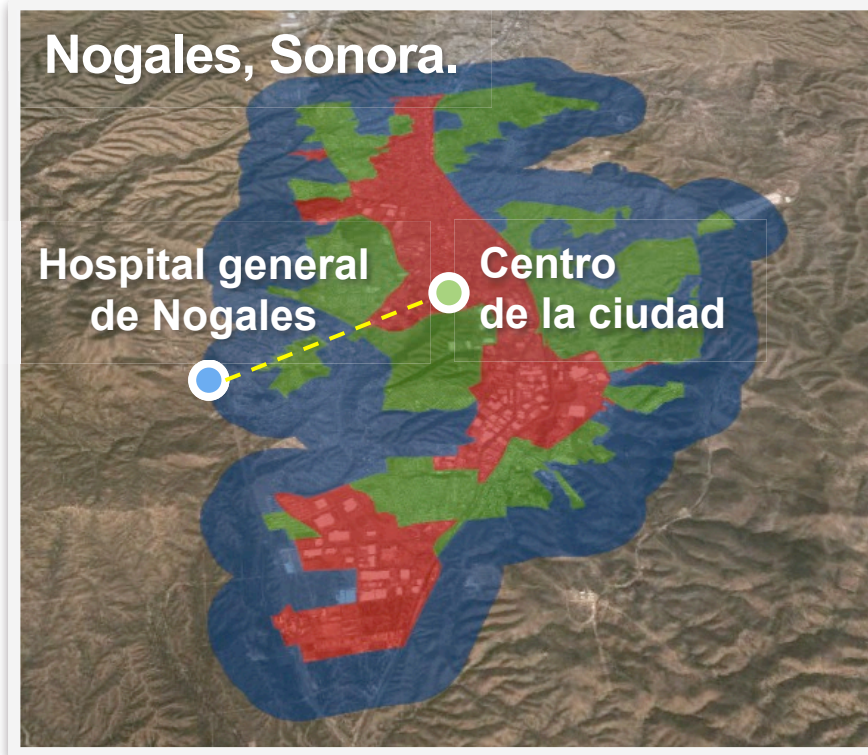 Nogales, Sonora.
Hospital general
de Nogales
Centro
de la ciudad